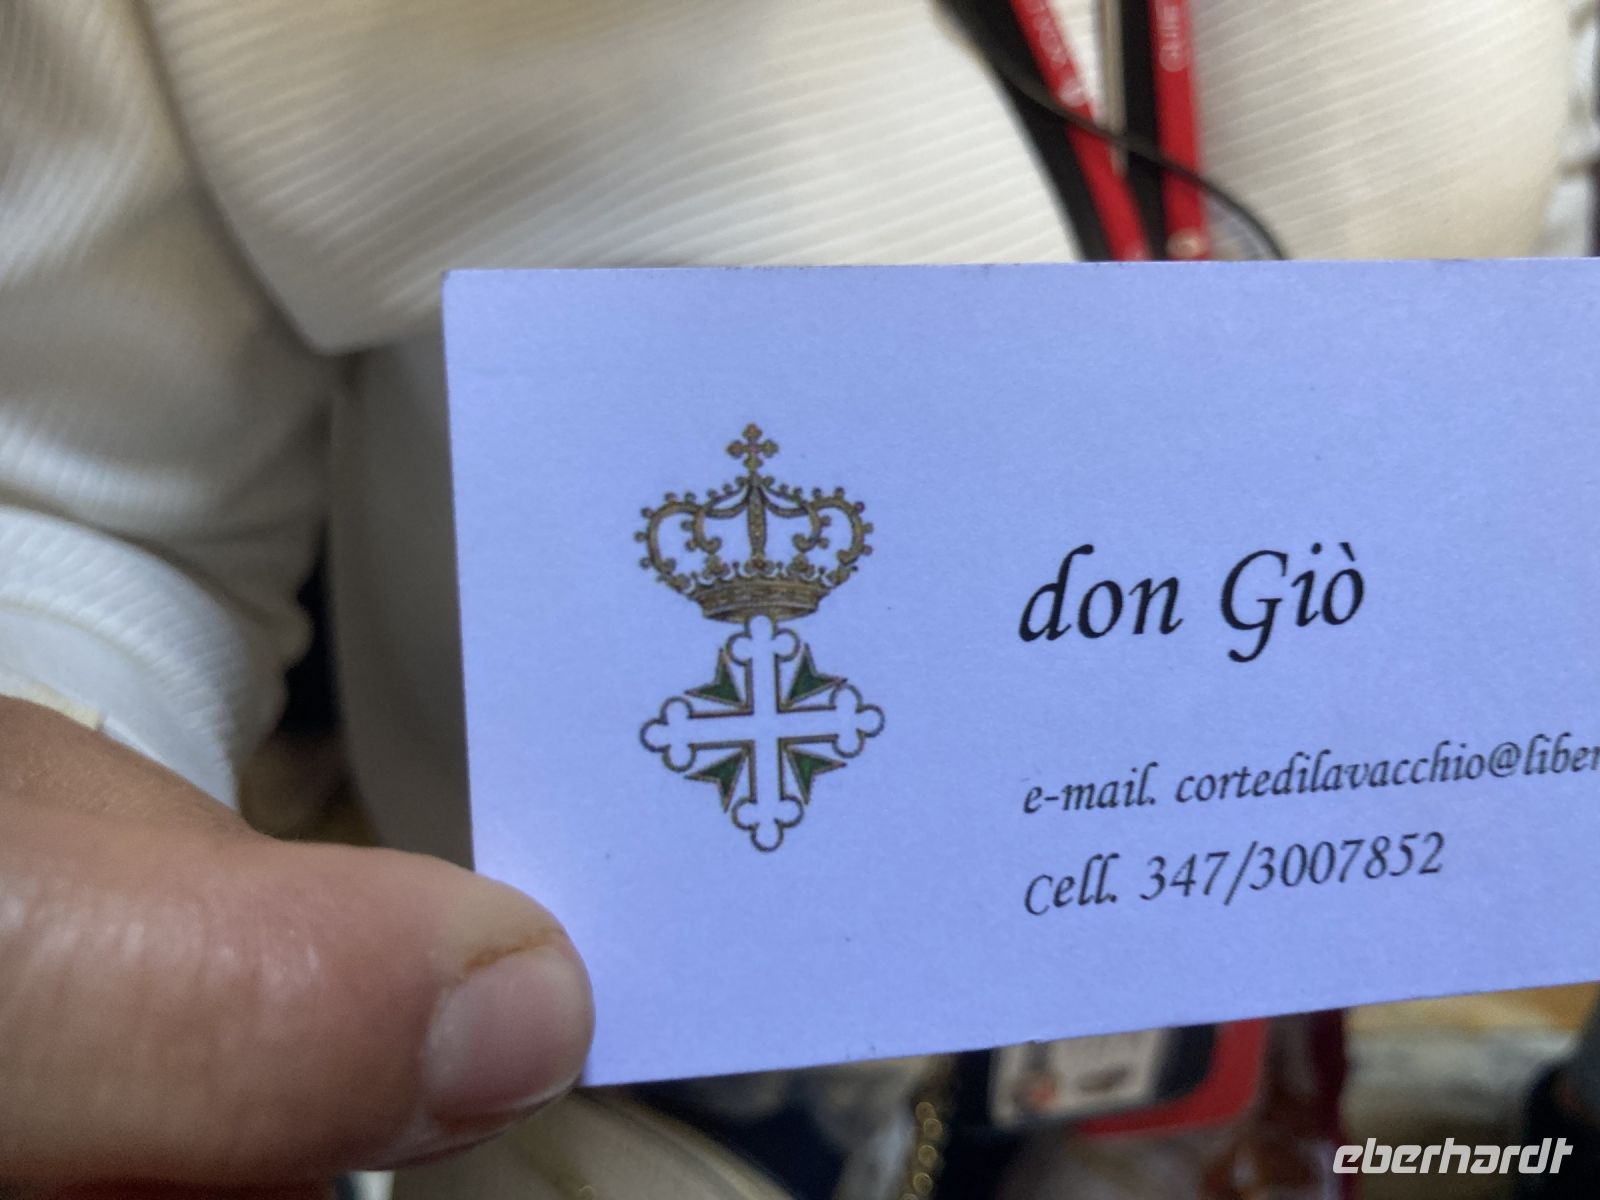 don Giò
e-mail. cortedilavacchio@liber
Cell. 347/3007852
eberhardt